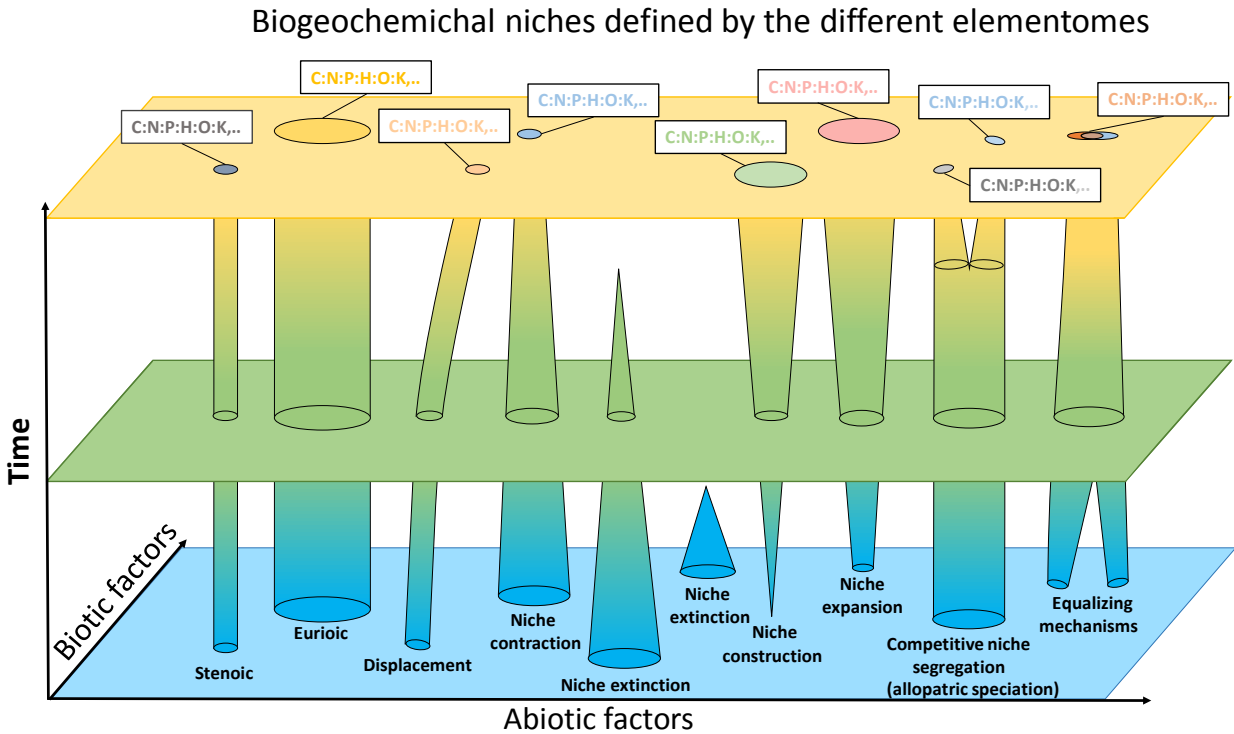 Biogeochemichal niches defined by the different elementomes
C:N:P:H:O:K,..
C:N:P:H:O:K,..
C:N:P:H:O:K,..
C:N:P:H:O:K,..
C:N:P:H:O:K,..
C:N:P:H:O:K,..
C:N:P:H:O:K,..
C:N:P:H:O:K,..
C:N:P:H:O:K,..
Time
Biotic factors
Abiotic factors
Stenoic
Eurioic
Displacement
Niche
contraction
Niche extinction
Niche
extinction
Niche
construction
Niche
expansion
Competitive niche
segregation
(allopatric speciation)
Equalizing
mechanisms